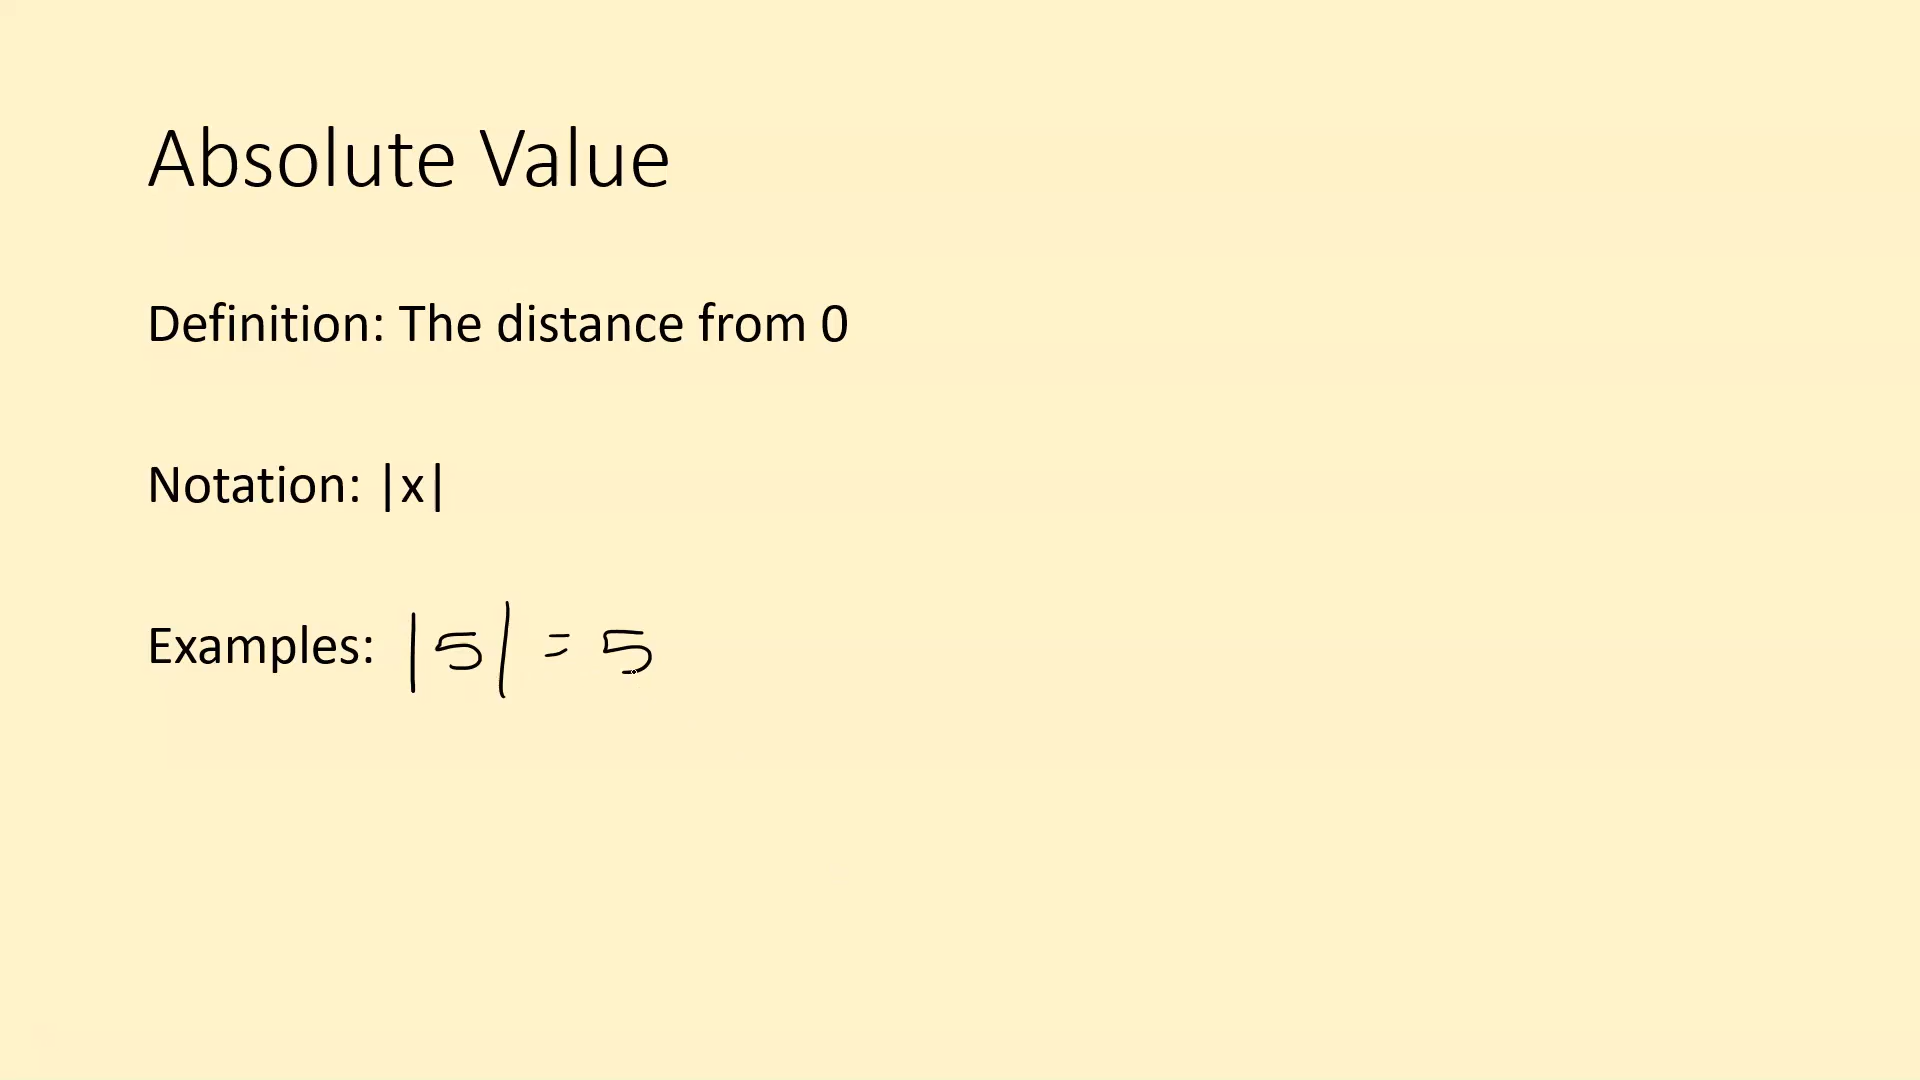 Absolute Value
Definition: The distance from 0
Notation: |x|
Examples: |5| = 5